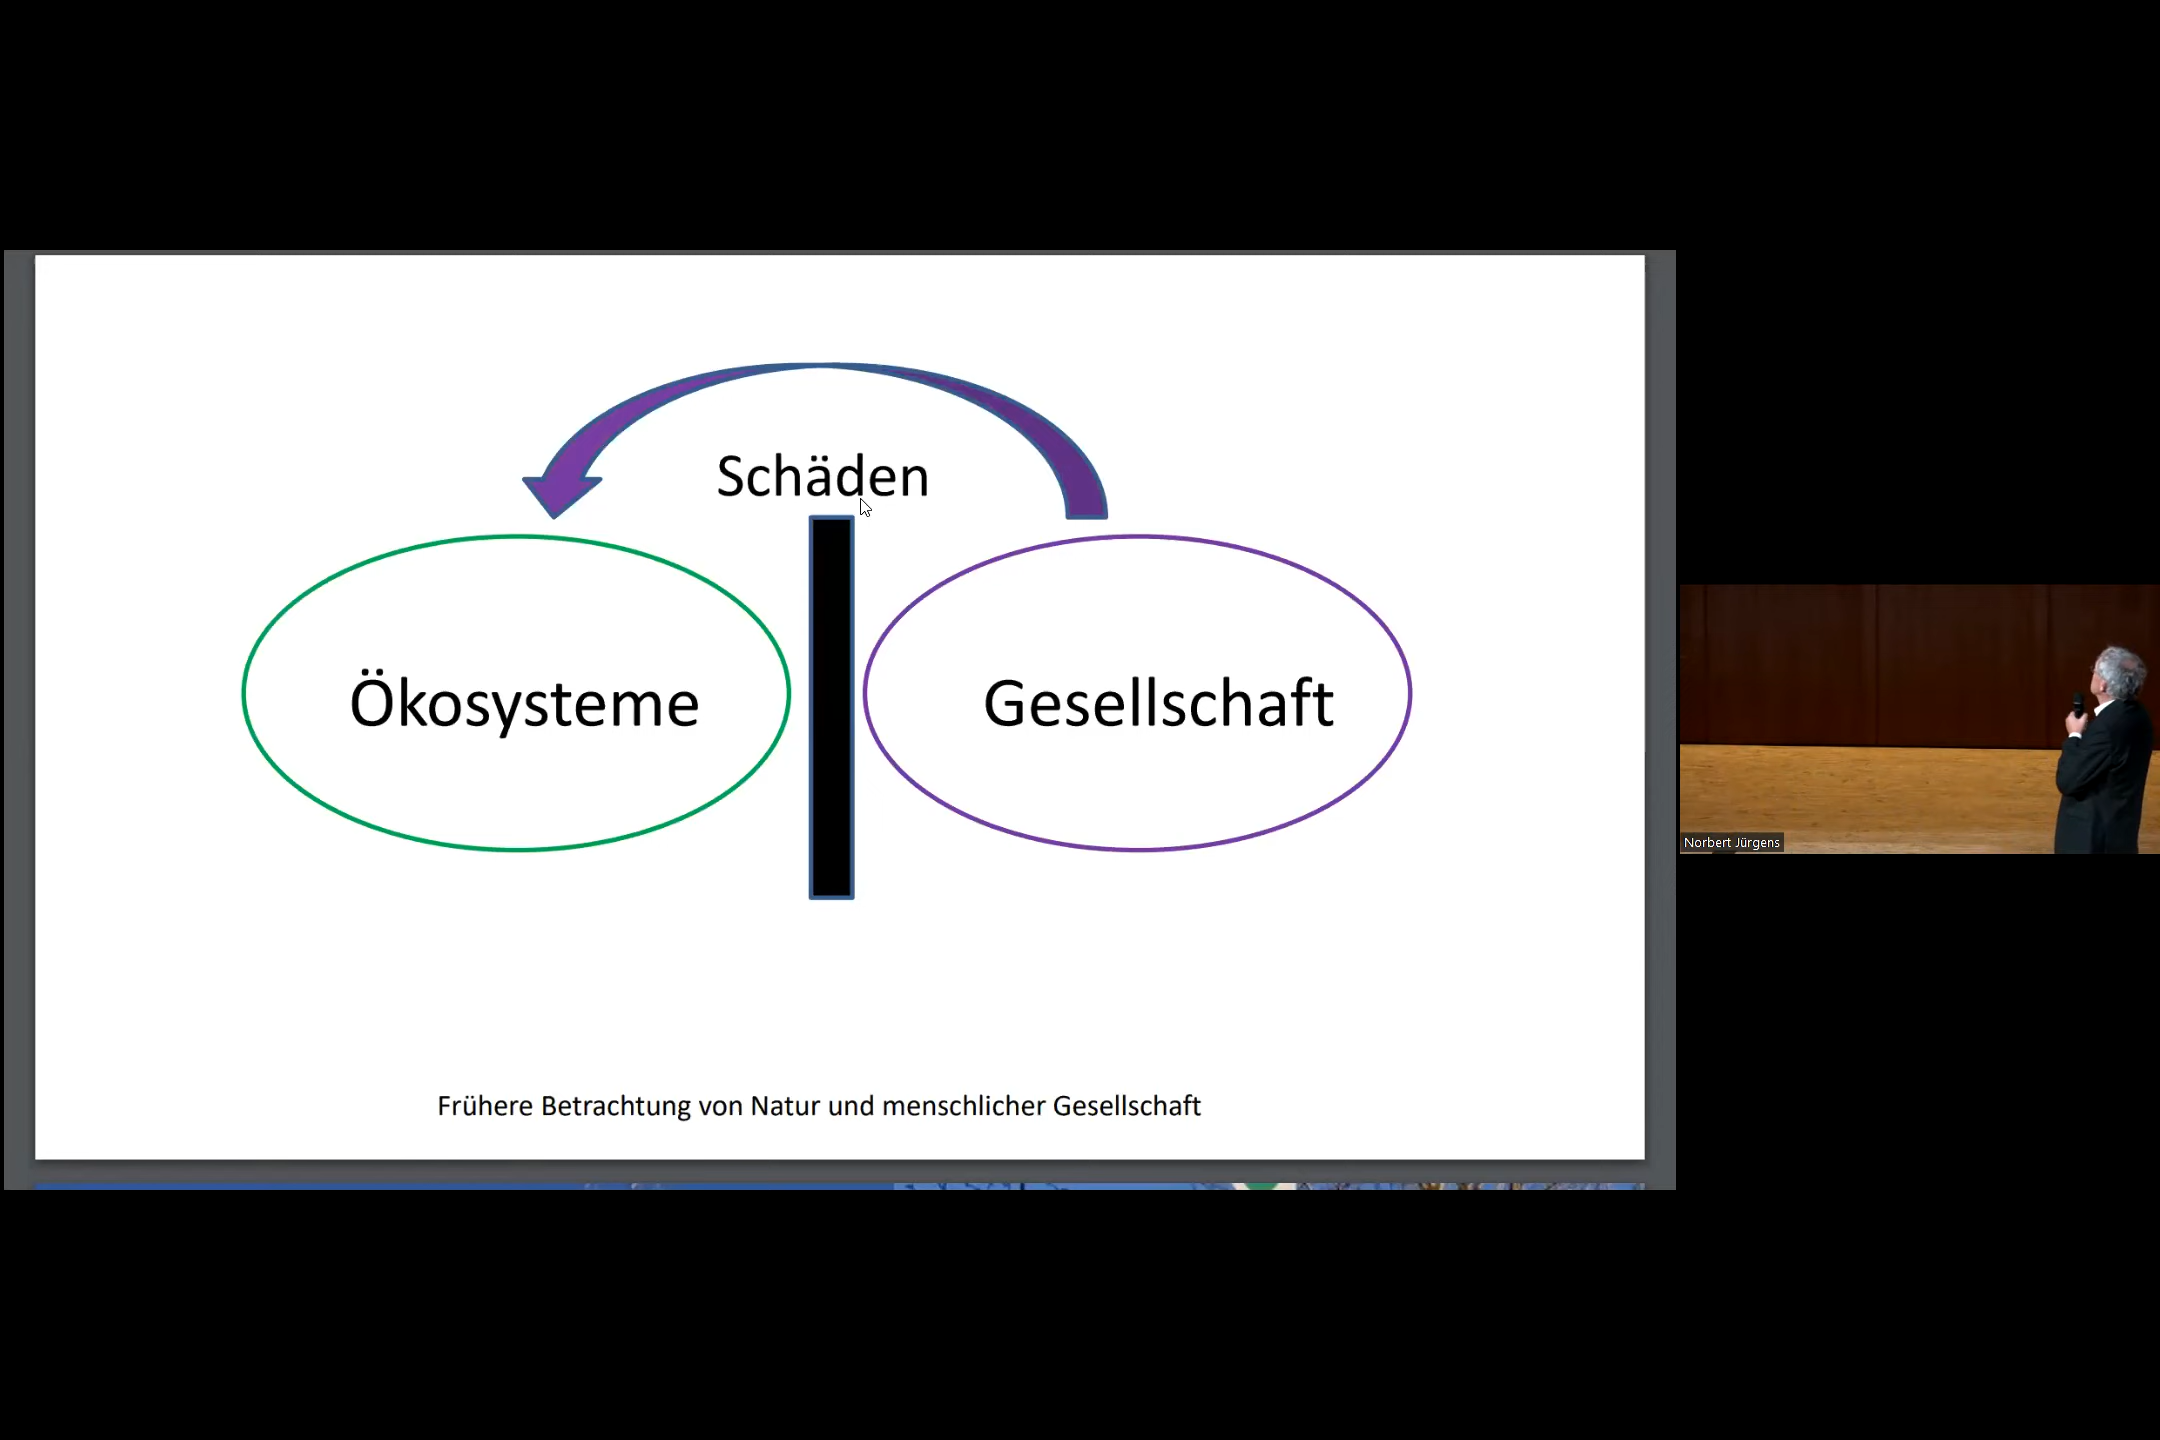 Schäden
Ökosysteme
Gesellschaft
Frühere Betrachtung von Natur und menschlicher Gesellschaft
Norbert Jürgens